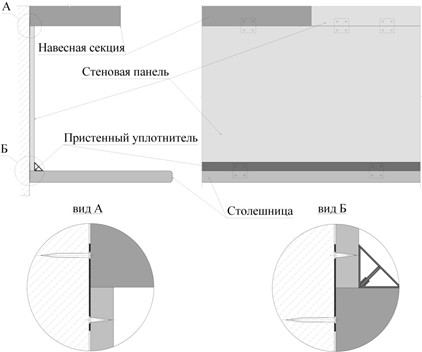 А
Навесная секция
Стеновая панель
Пристенный уплотнитель
Б
Столешница
вид А
вид Б